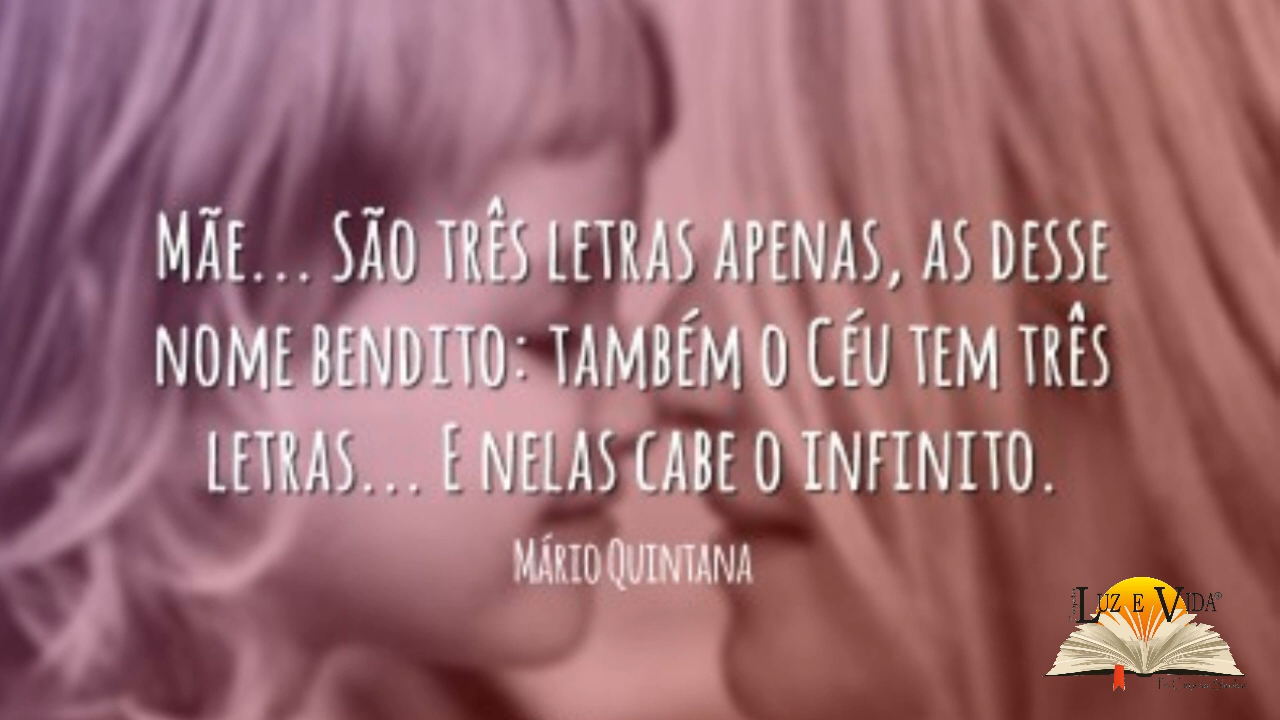 Mãe... São três letras apenas, as desse
nome bendito: também o Céu tem três
letras... E nelas cabe o infinito.
Mário Quintana
Luz e Vida®